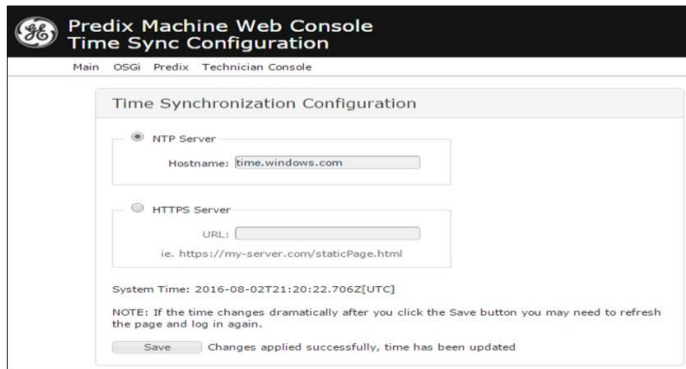 Predix Machine Web Console
Time Sync Configuration
Main OSGi Predix Technician Console
Time Synchronization Configuration
NTP Server
Hostname: time.windows.com
HTTPS Server
URL:
ie. https://my-server.com/staticPage.html
System Time: 2016-08-02T21:20:22.706Z[UTC]
NOTE: If the time changes dramatically after you click the Save button you may need to refresh
the page and log in again.
Save Changes applied successfully, time has been updated